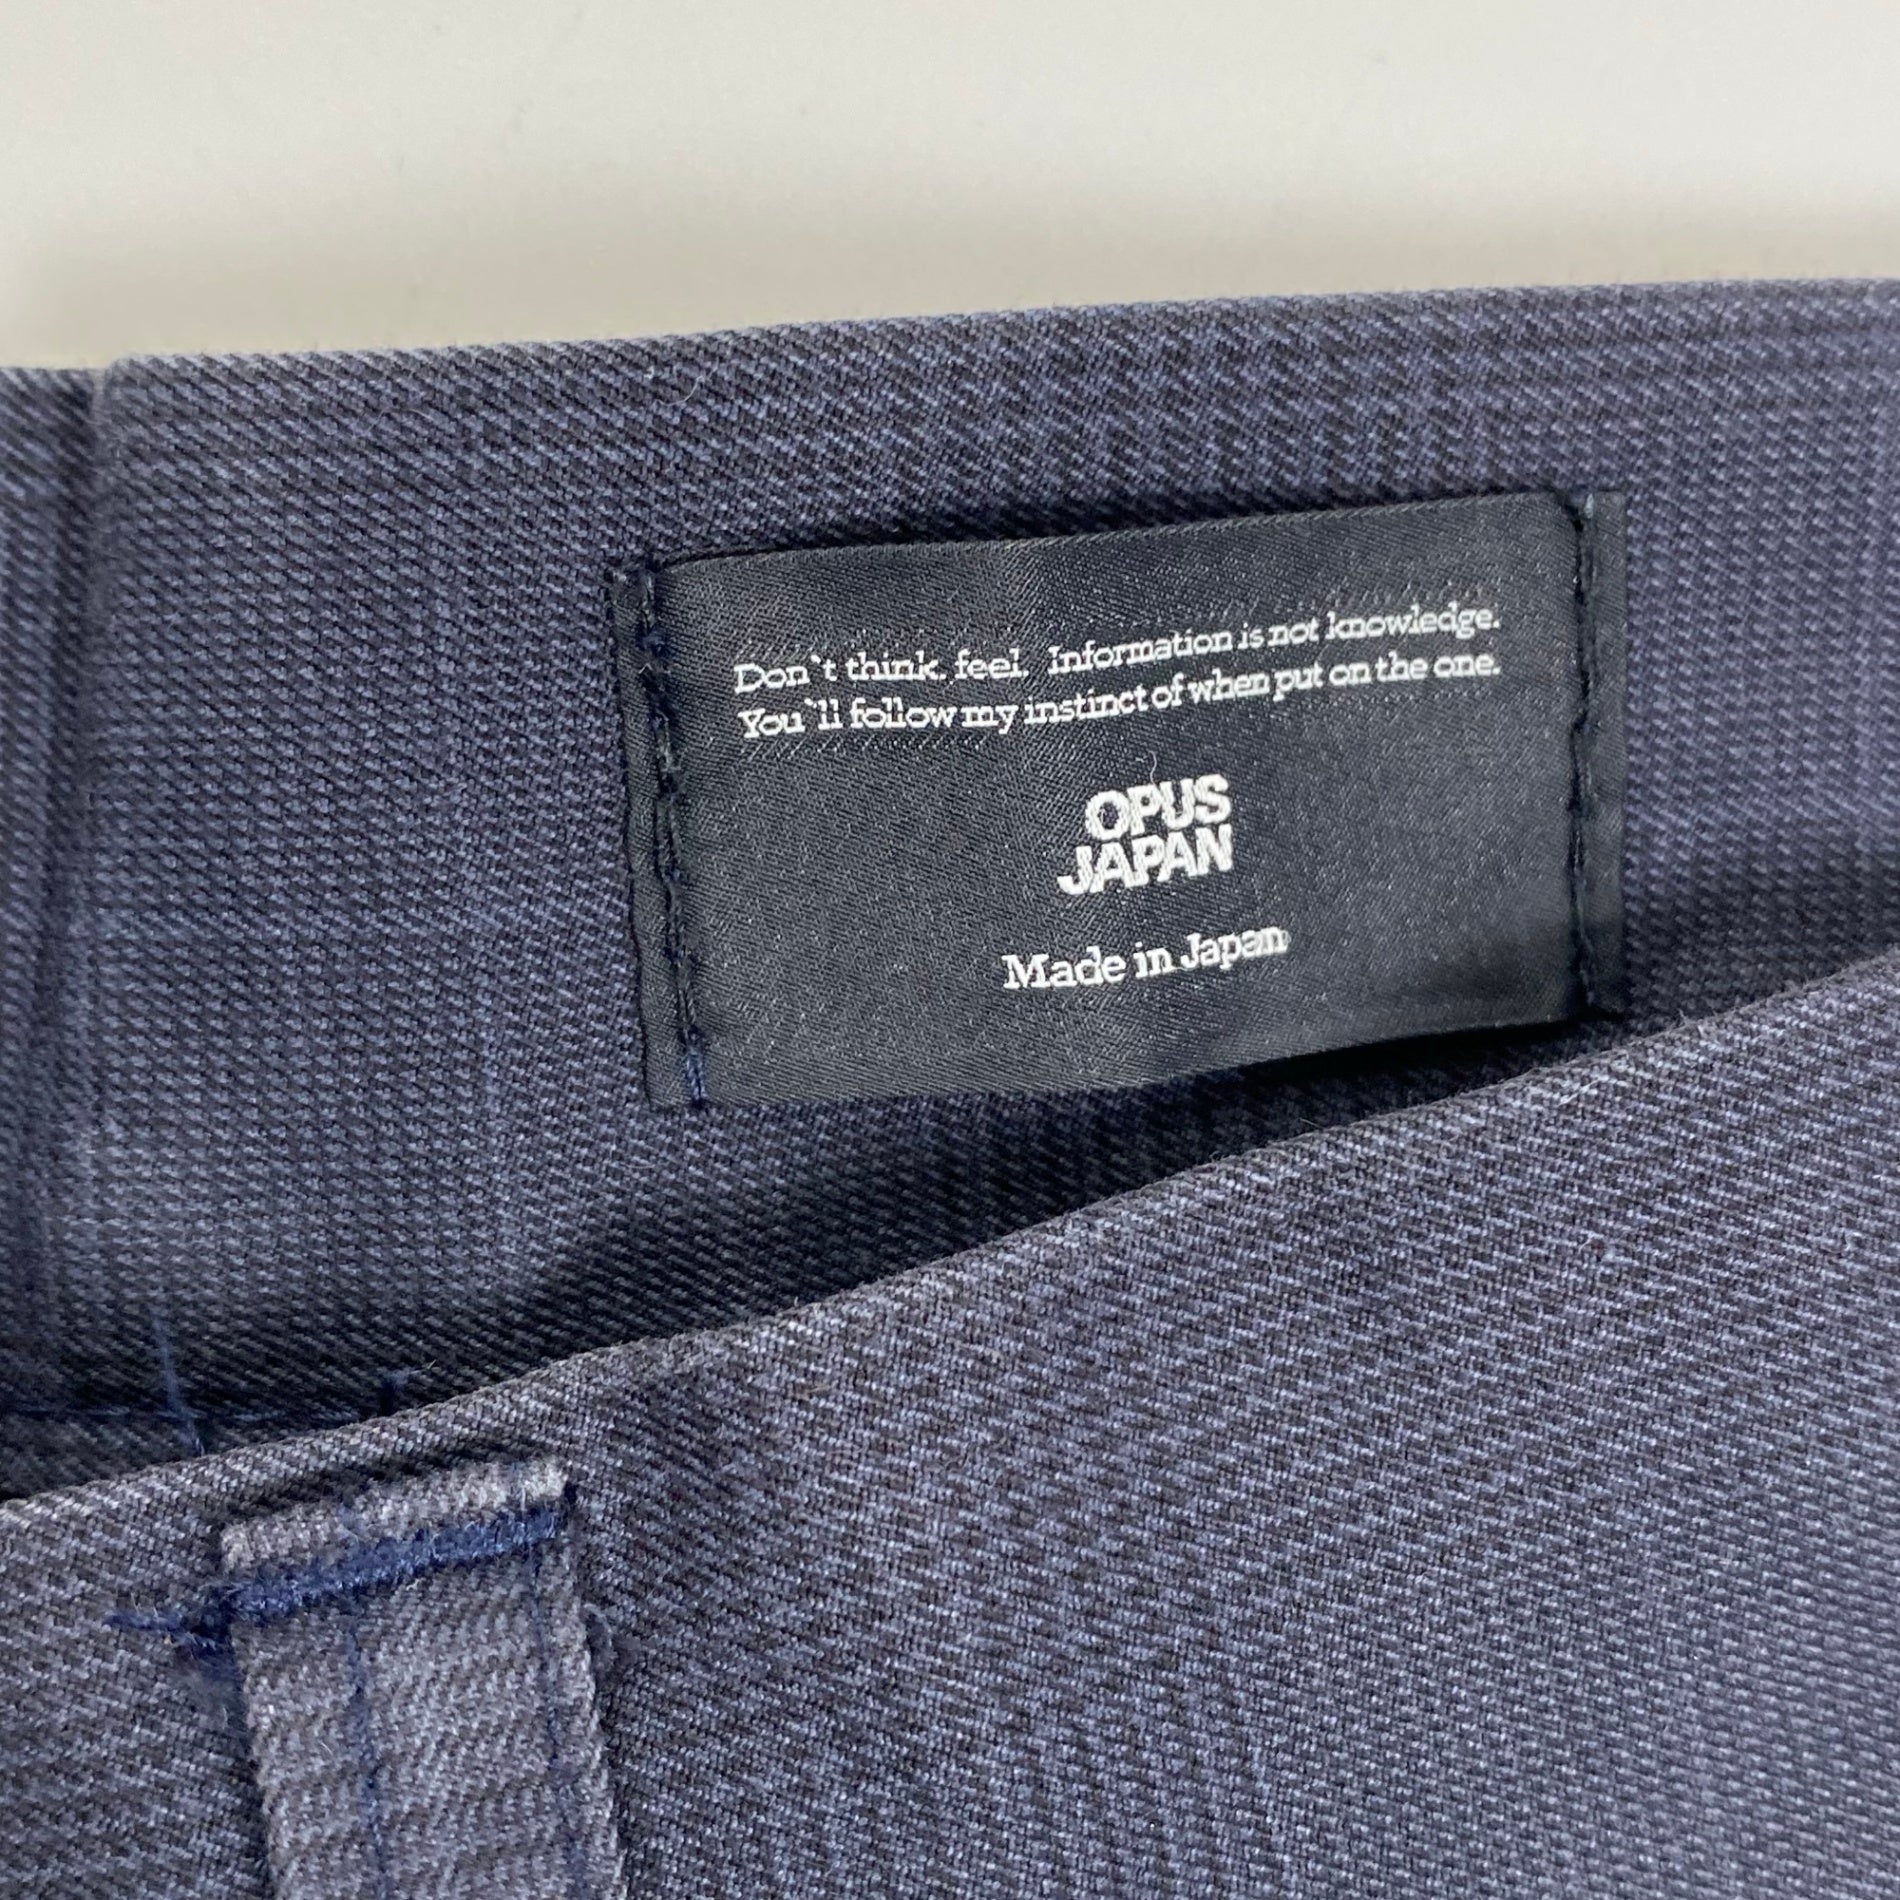 Don`t think. feel. Information is not knowledge.
You`ll follow my instinct of when put on the one.
OPUS
JAPAN
Made in Japan